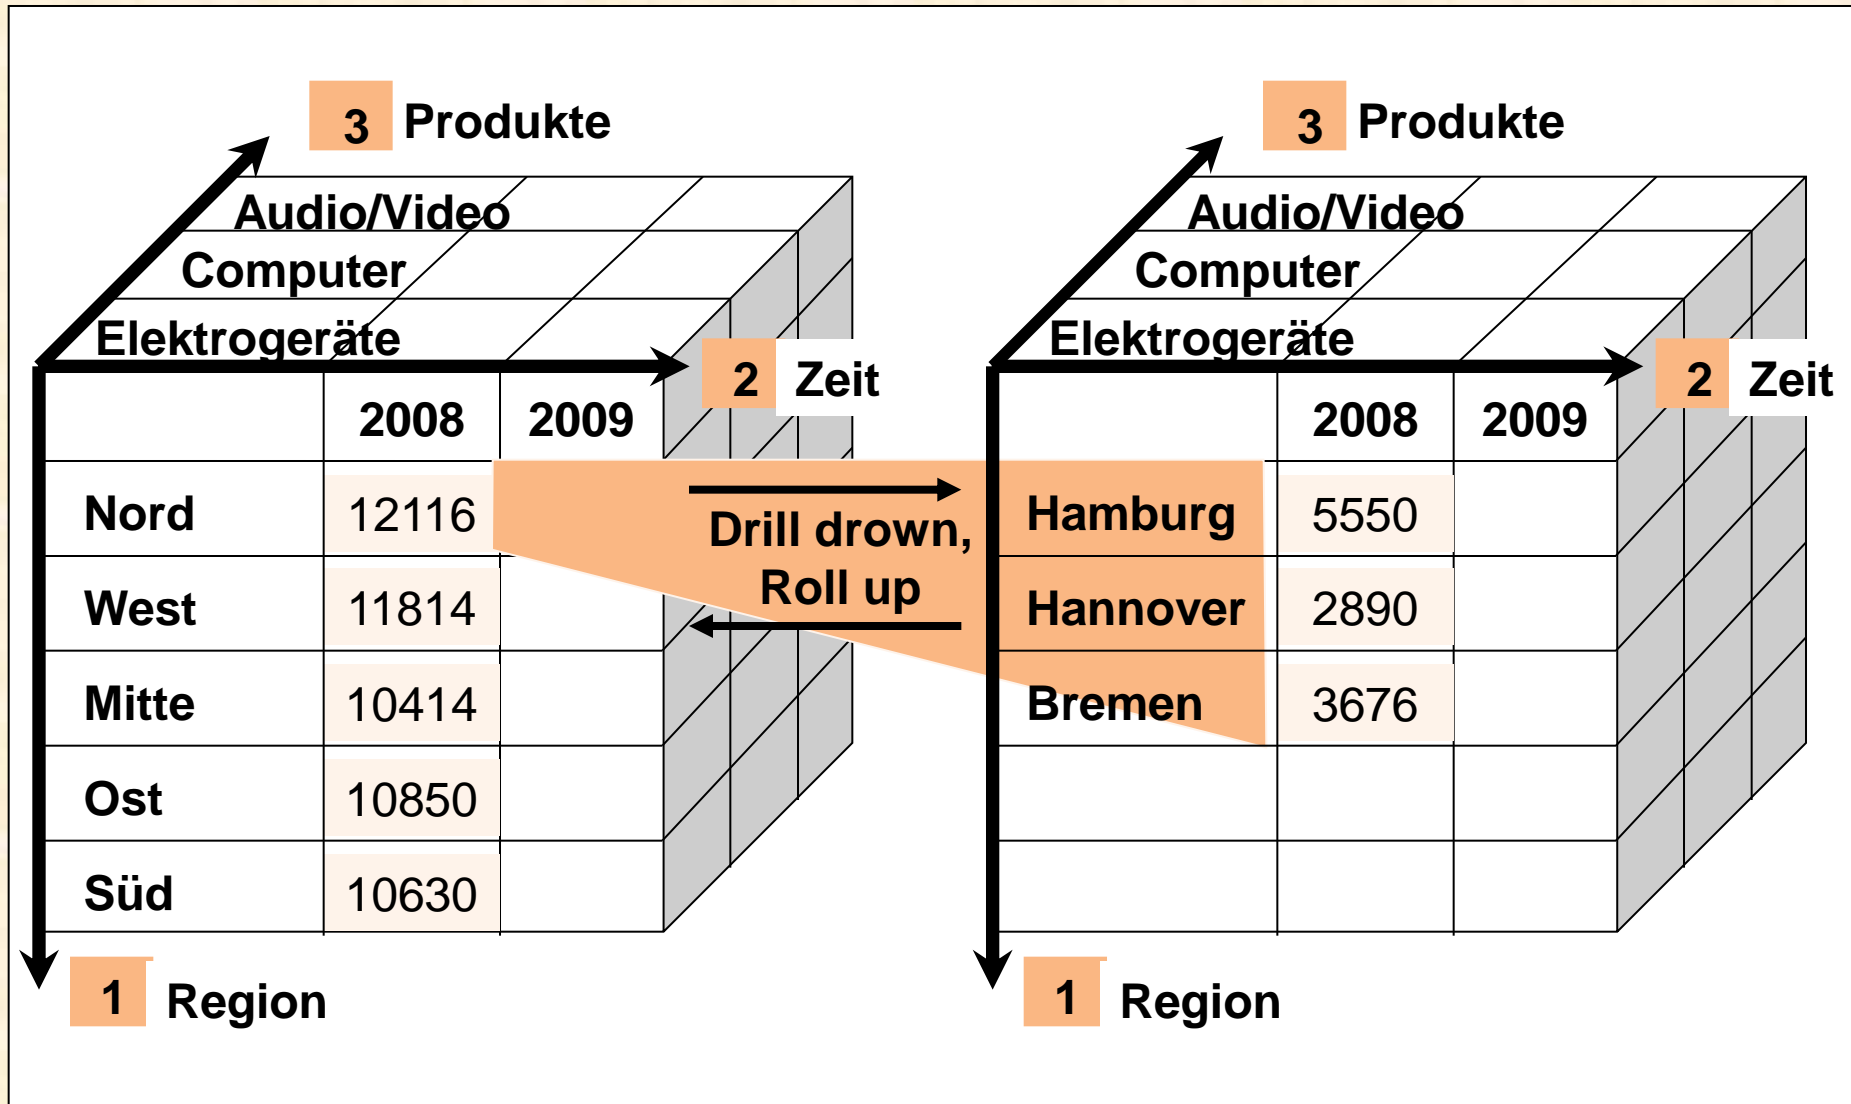 3 Produkte
Audio/Video
Computer
Elektrogeräte
2 Zeit
2008 2009
Nord 12116
West 11814
Mitte 10414
Ost 10850
Süd 10630
1 Region
Drill drown,
Roll up
3 Produkte
Audio/Video
Computer
Elektrogeräte
2 Zeit
2008 2009
Hamburg 5550
Hannover 2890
Bremen 3676
1 Region